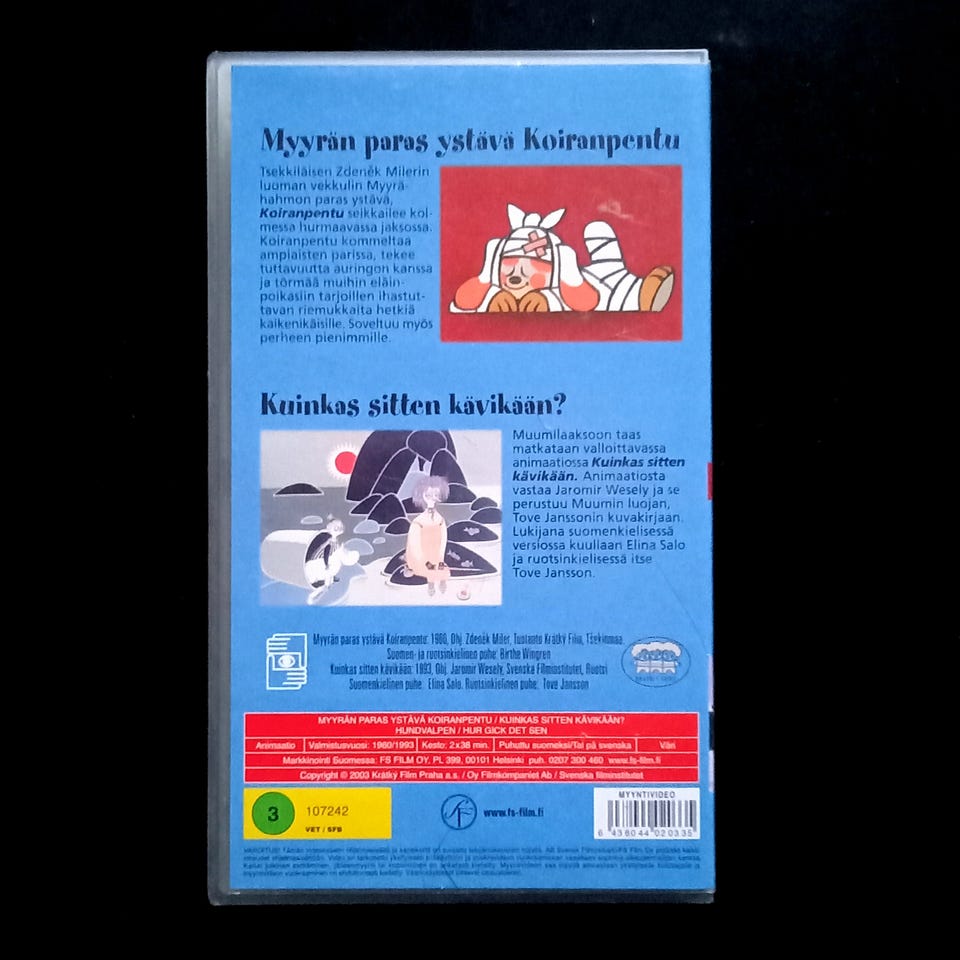 Myyrän paras ystävä Koiranpentu
Tsekkiläisen Zdeněk Milerin
luoman vekkulin Myyrä-
hahmon paras ystävä,
Koiranpentu seikkailee kol-
messa hurmaavassa jaksossa.
Koiranpentu kommeltaa
ampiaisten parissa, tekee
tuttavuutta auringon kanssa
ja törmää muihin eläin-
poikasiin tarjoillen ihastut-
tavan riemukkaita hetkiä
kaikenikäisille. Soveltuu myös
perheen pienimmille.
Kuinkas sitten kävikään?
Muumilaaksoon taas
matkataan valloittavassa
animaatiossa Kuinkas sitten
kävikään. Animaatiosta
vastaa Jaromir Wesely ja se
perustuu Muumin luojan,
Tove Janssonin kuvakirjaan.
Lukijana suomenkielisessä
versiossa kuullaan Elina Salo
ja ruotsinkielisessä itse
Tove Jansson.
Myyrän paras ystävä Koiranpentu: 1960, Ohj. Zdeněk Miler, Tuotanto Krátký Film, Tšekinmaa.
Suomen- ja ruotsinkielinen puhe: Birthe Wingren
Kuinkas sitten kävikään: 1993, Ohj. Jaromir Wesely, Svenska Filminstitutet, Ruotsi
Suomenkielinen puhe: Elina Salo. Ruotsinkielinen puhe: Tove Jansson
MYYRÄN PARAS YSTÄVÄ KOIRANPENTU / KUINKAS SITTEN KÄVIKÄÄN?
HUNDVALPEN / HUR GICK DET SEN
Animaatio Valmistusvuosi: 1960/1993 Kesto: 2x38 min. Puhuttu suomeksi/Tal på svenska Väri
Markkinointi Suomessa: FS FILM OY, PL 399, 00101 Helsinki puh. 0207 300 460 www.fs-film.fi
Copyright © 2003 Krátký Film Praha a.s. / Oy Filmkompaniet Ab / Svenska filminstitutet
3 107242
VET / SFB
SF www.fs-film.fi
MYYNTIVIDEO
6 438044 020335